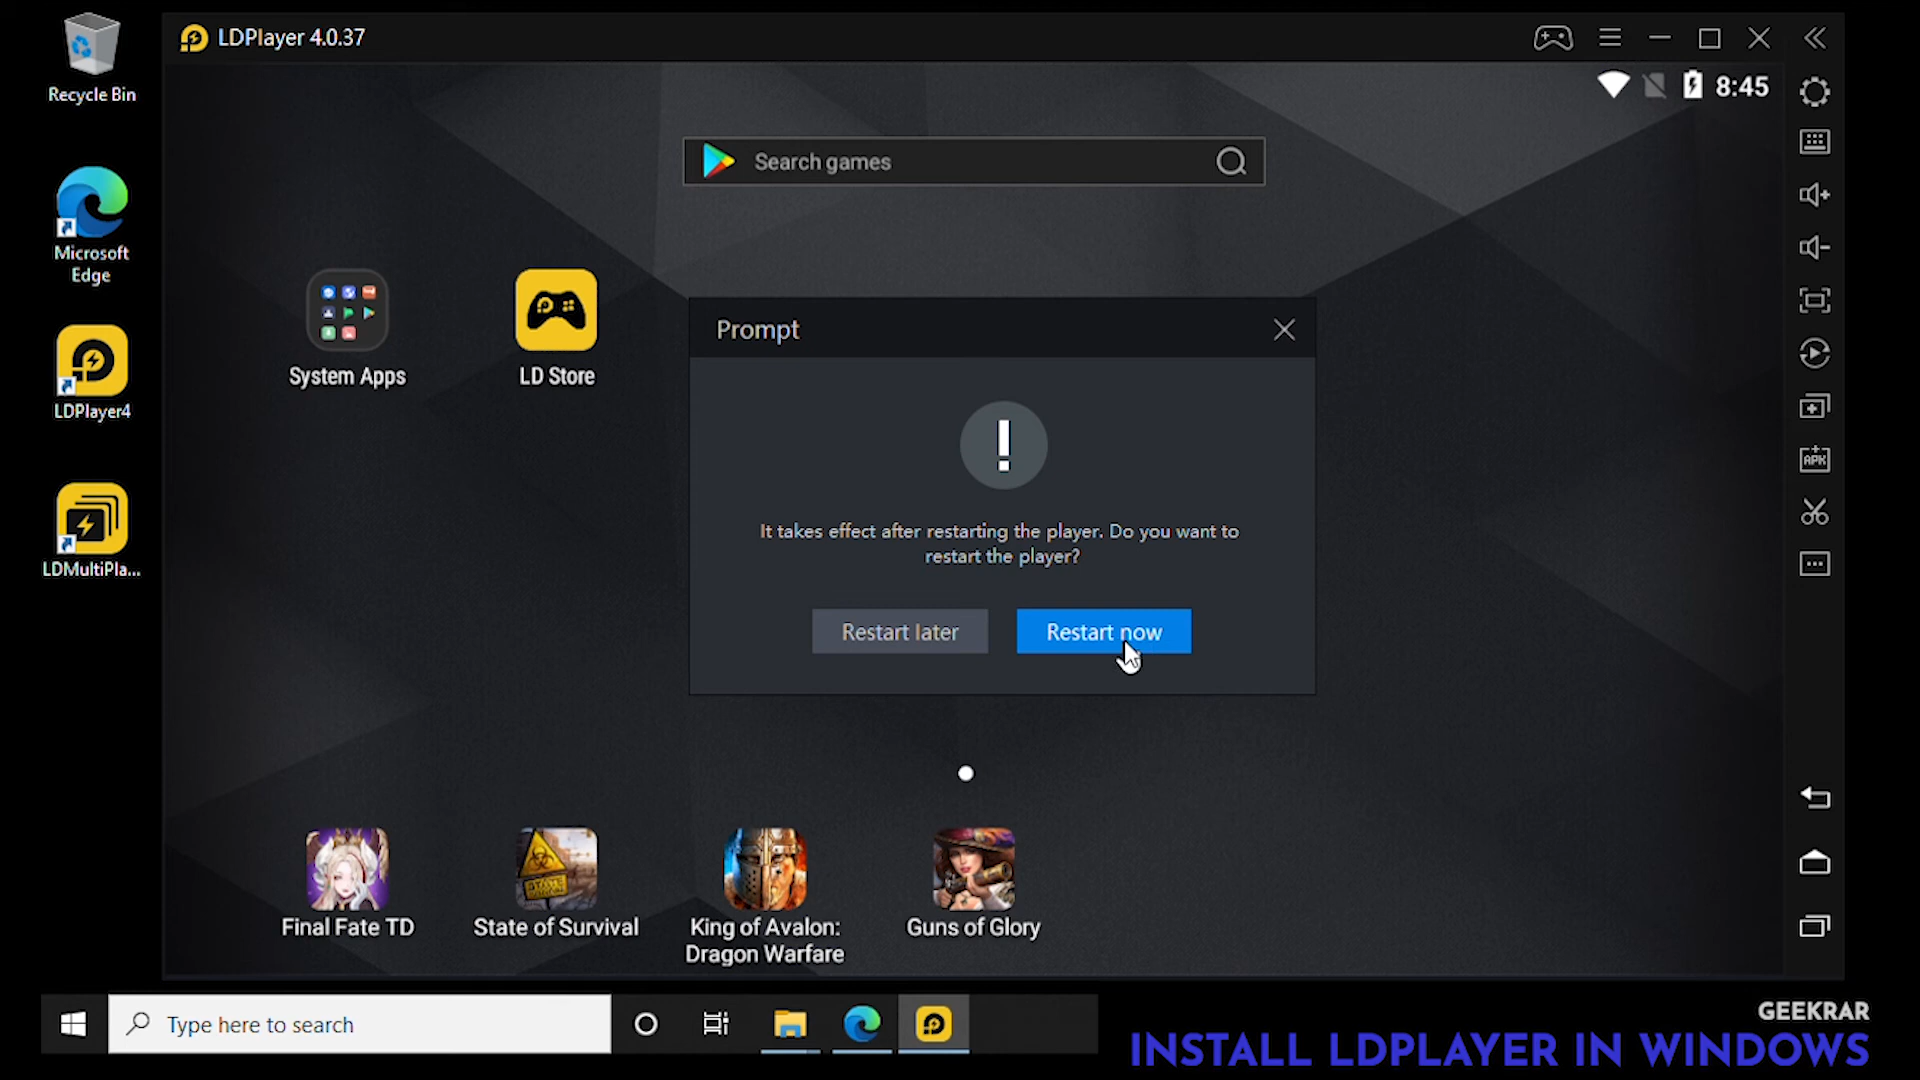 LDPlayer 4.0.37
Recycle Bin
8:45
Search games
Microsoft
Edge
Prompt
System Apps
LD Store
LDPlayer4
It takes effect after restarting the player. Do you want to
restart the player?
APK
LDMultiPla...
Restart later
Restart now
Final Fate TD
State of Survival
King of Avalon:
Dragon Warfare
Guns of Glory
Type here to search
GEEKRAR
INSTALL LDPLAYER IN WINDOWS